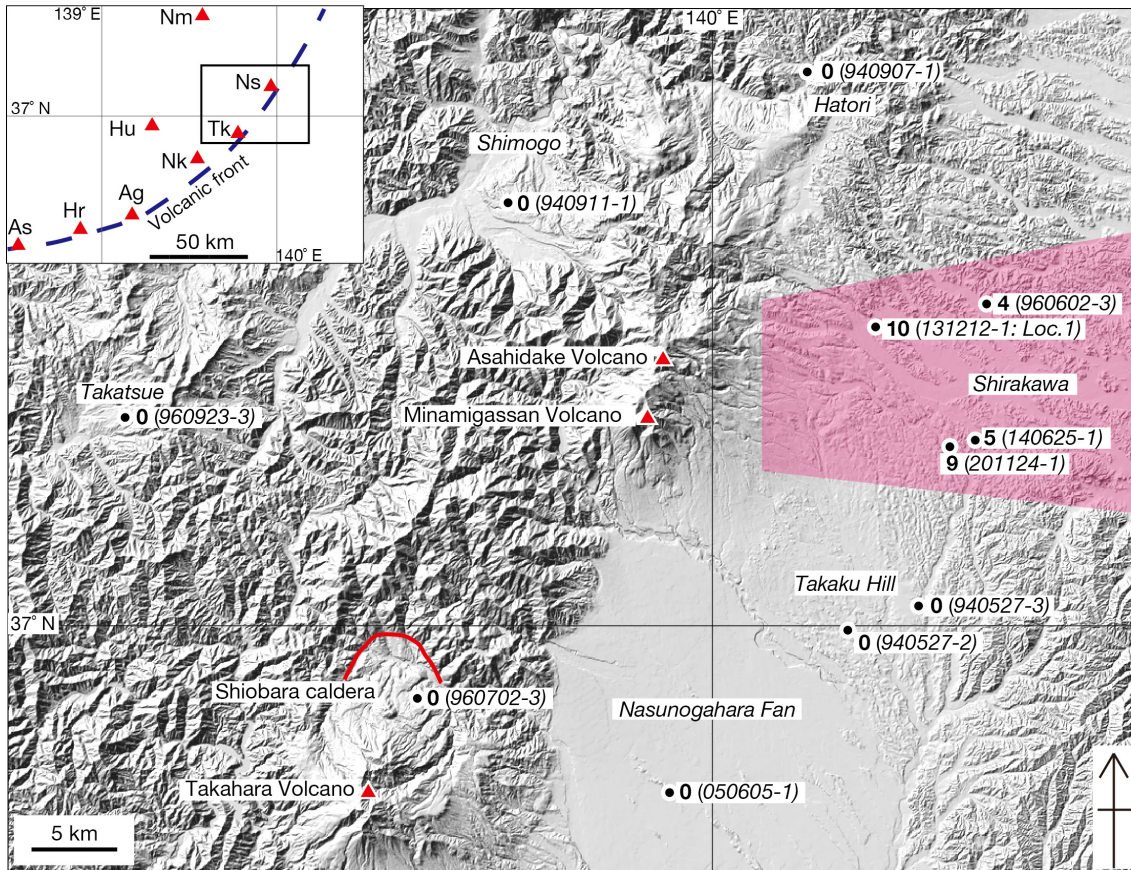 139° E
Nm
37° N
Ns
Hu
Tk
Nk
Ag
Hr
As
Volcanic front
50 km
140° E
140° E
0 (940907-1)
Hatori
Shimogo
0 (940911-1)
4 (960602-3)
10 (131212-1: Loc.1)
Asahidake Volcano
Shirakawa
Takatsue
0 (960923-3)
Minamigassan Volcano
5 (140625-1)
9 (201124-1)
Takaku Hill
0 (940527-3)
37° N
0 (940527-2)
Shiobara caldera
0 (960702-3)
Nasunogahara Fan
Takahara Volcano
0 (050605-1)
5 km